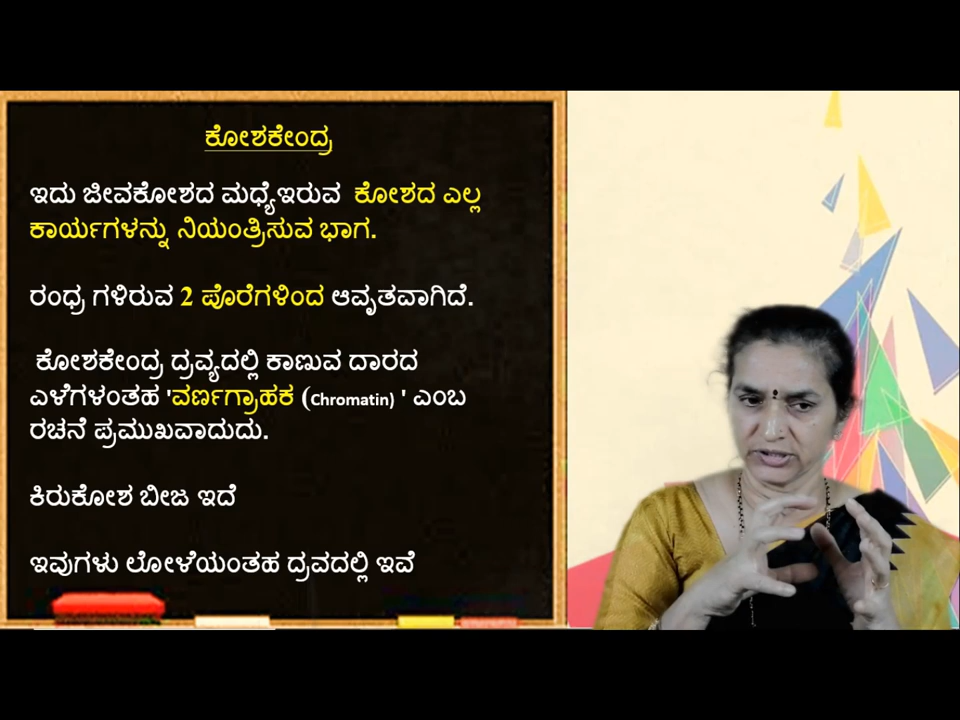 ಕೋಶಕೇಂದ್ರ
ಇದು ಜೀವಕೋಶದ ಮಧ್ಯೆಇರುವ ಕೋಶದ ಎಲ್ಲ
ಕಾರ್ಯಗಳನ್ನು ನಿಯಂತ್ರಿಸುವ ಭಾಗ.
ರಂಧ್ರ ಗಳಿರುವ 2 ಪೊರೆಗಳಿಂದ ಆವೃತವಾಗಿದೆ.
ಕೋಶಕೇಂದ್ರ ದ್ರವ್ಯದಲ್ಲಿ ಕಾಣುವ ದಾರದ
ಎಳೆಗಳಂತಹ 'ವರ್ಣಗ್ರಾಹಕ (Chromatin) ' ಎಂಬ
ರಚನೆ ಪ್ರಮುಖವಾದುದು.
ಕಿರುಕೋಶ ಬೀಜ ಇದೆ
ಇವುಗಳು ಲೋಳೆಯಂತಹ ದ್ರವದಲ್ಲಿ ಇವೆ